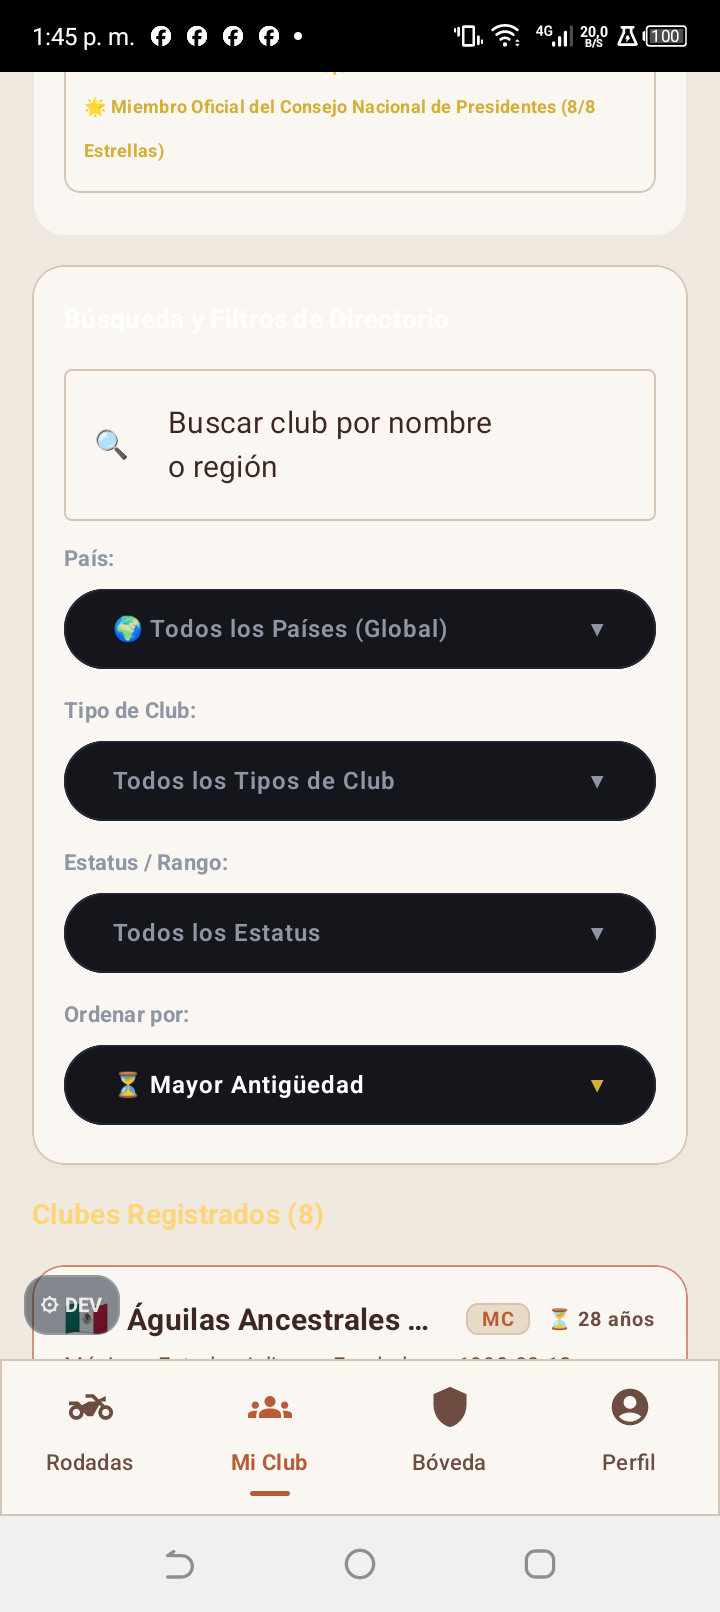 1:45 p. m.
4G
20.0
B/S
100
🌟 Miembro Oficial del Consejo Nacional de Presidentes (8/8
Estrellas)
Búsqueda y Filtros de Directorio
🔍 Buscar club por nombre
o región
País:
🌍 Todos los Países (Global) ▼
Tipo de Club:
Todos los Tipos de Club ▼
Estatus / Rango:
Todos los Estatus ▼
Ordenar por:
⏳ Mayor Antigüedad ▼
Clubes Registrados (8)
⚙ DEV
🇲🇽 Águilas Ancestrales ... MC ⏳ 28 años
Rodadas
Mi Club
Bóveda
Perfil